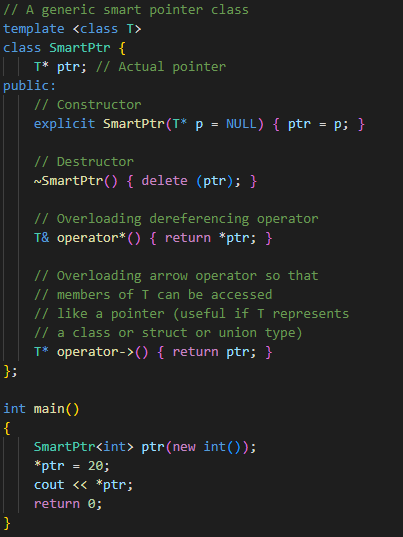 // A generic smart pointer class
template <class T>
class SmartPtr {
    T* ptr; // Actual pointer
public:
    // Constructor
    explicit SmartPtr(T* p = NULL) { ptr = p; }

    // Destructor
    ~SmartPtr() { delete (ptr); }

    // Overloading dereferencing operator
    T& operator*() { return *ptr; }

    // Overloading arrow operator so that
    // members of T can be accessed
    // like a pointer (useful if T represents
    // a class or struct or union type)
    T* operator->() { return ptr; }
};

int main()
{
    SmartPtr<int> ptr(new int());
    *ptr = 20;
    cout << *ptr;
    return 0;
}